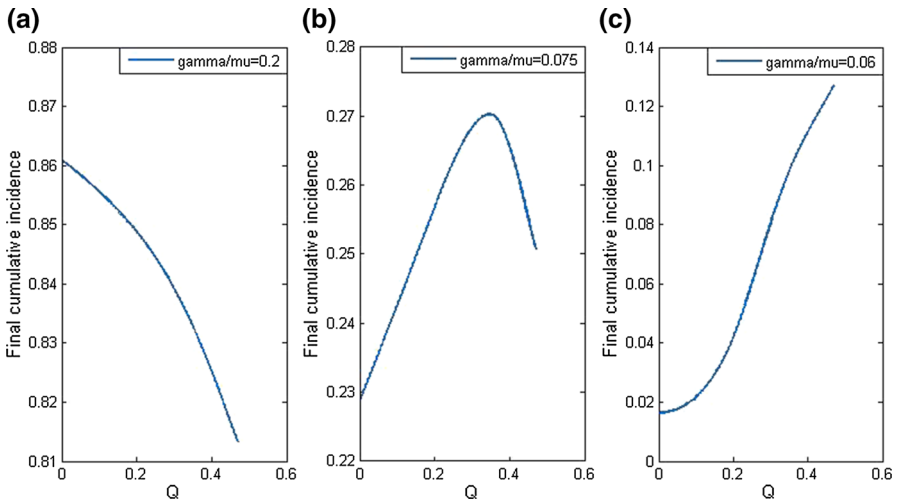 (a)
gamma/mu=0.2
Final cumulative incidence
0.88
0.87
0.86
0.85
0.84
0.83
0.82
0.81
0
0.2
0.4
0.6
Q
(b)
gamma/mu=0.075
Final cumulative incidence
0.28
0.27
0.26
0.25
0.24
0.23
0.22
0
0.2
0.4
0.6
Q
(c)
gamma/mu=0.06
Final cumulative incidence
0.14
0.12
0.1
0.08
0.06
0.04
0.02
0
0
0.2
0.4
0.6
Q